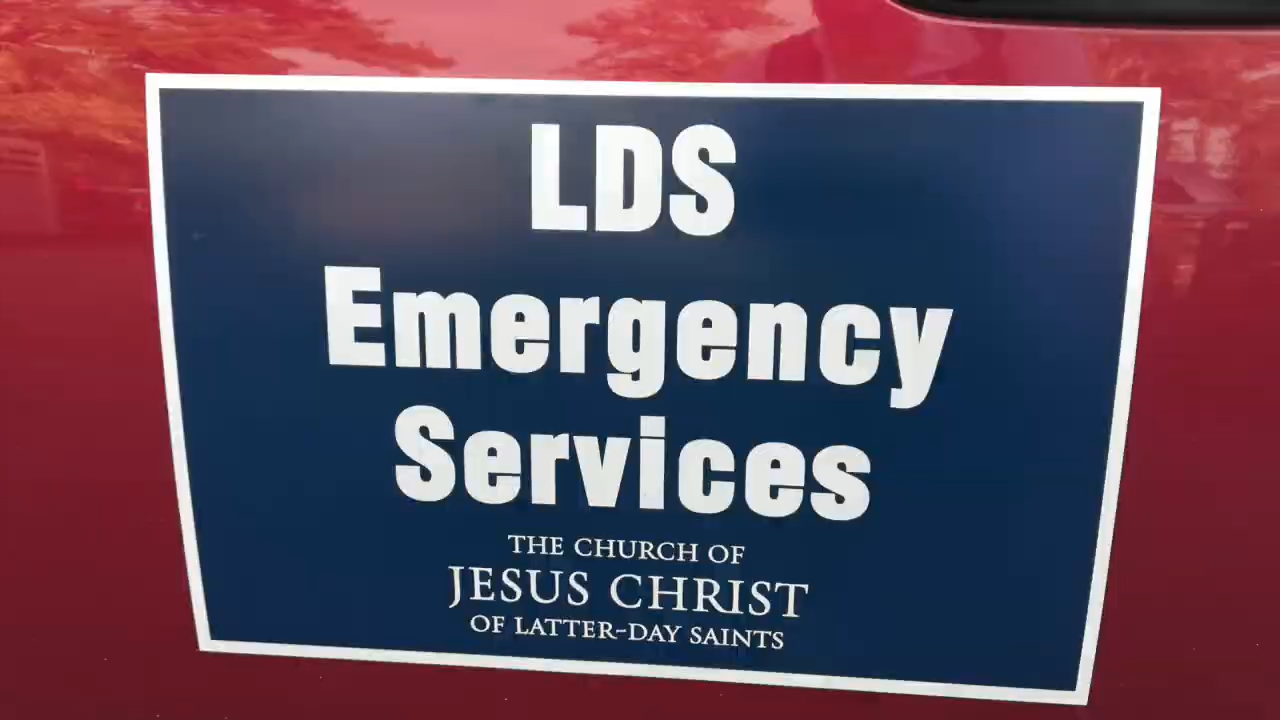 LDS
Emergency
Services
THE CHURCH OF
JESUS CHRIST
OF LATTER-DAY SAINTS